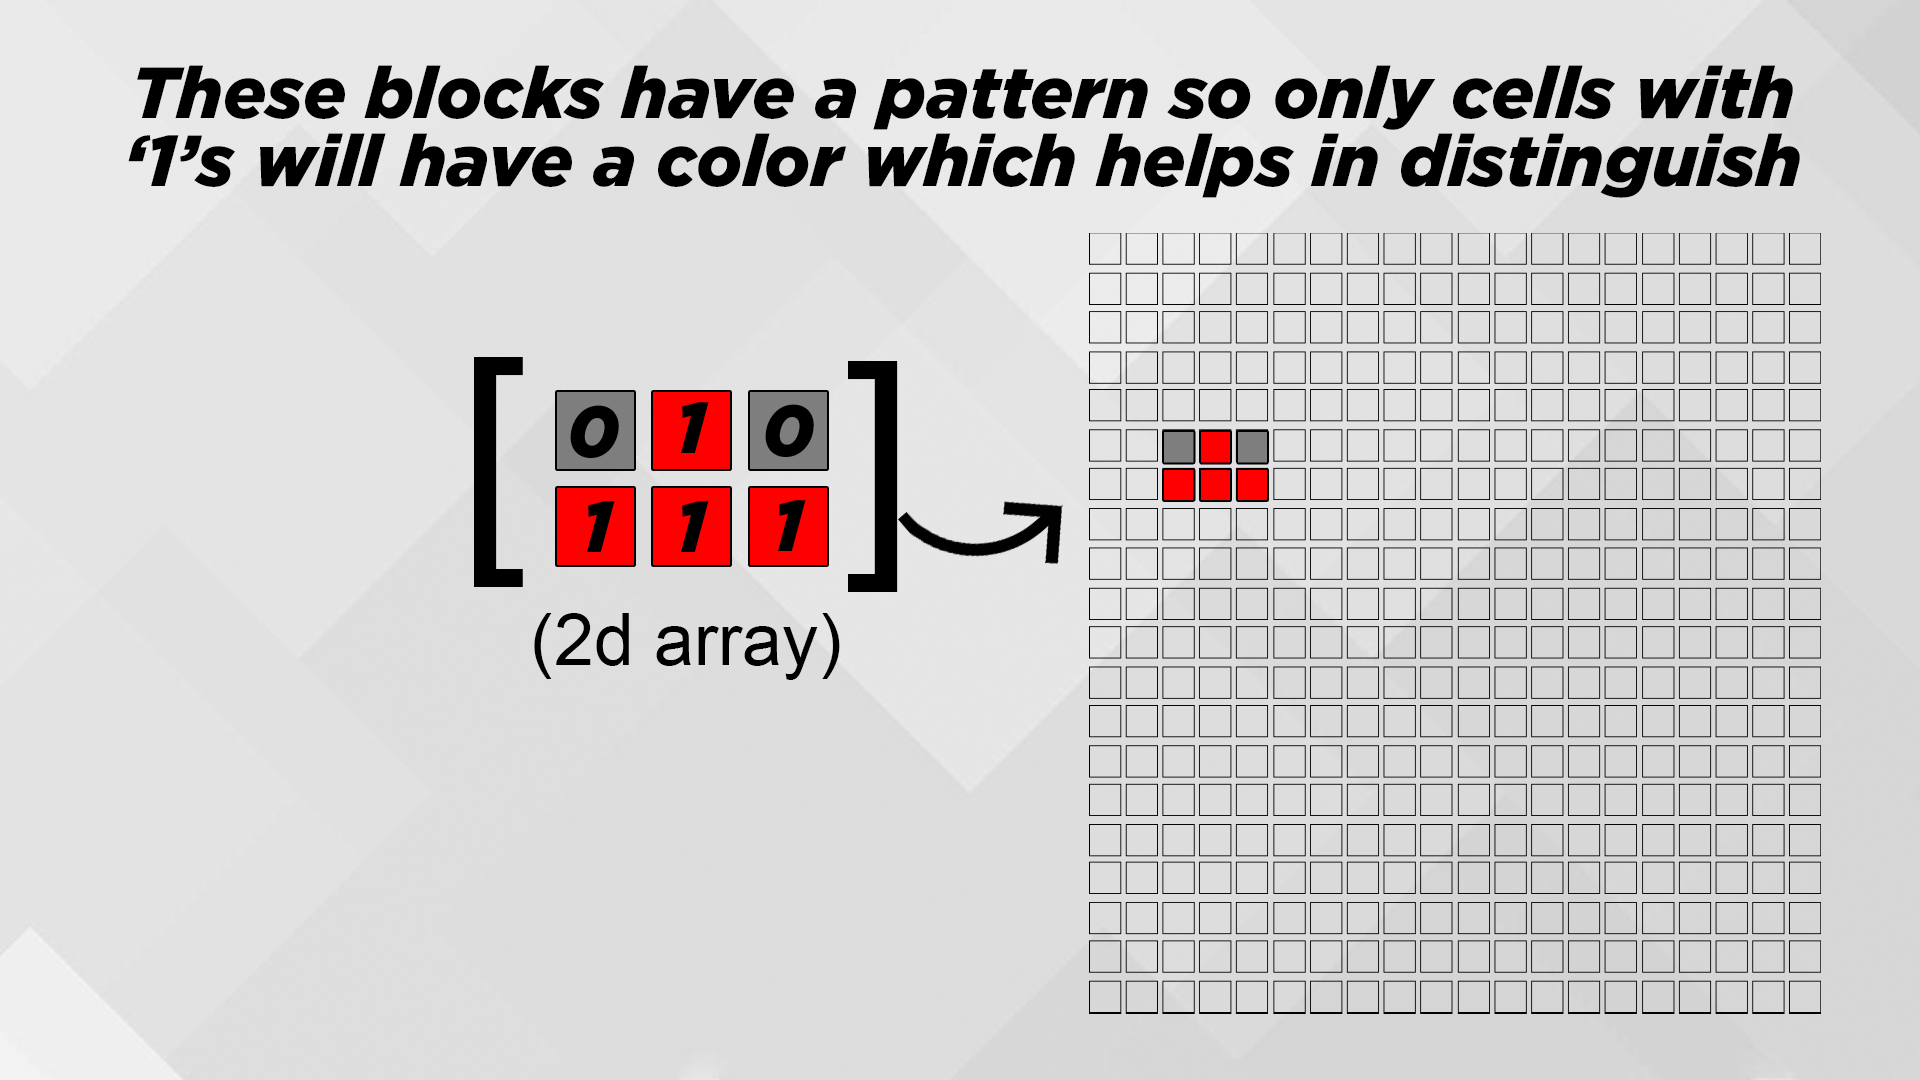 These blocks have a pattern so only cells with
‘1’s will have a color which helps in distinguish
0 1 0
1 1 1
(2d array)